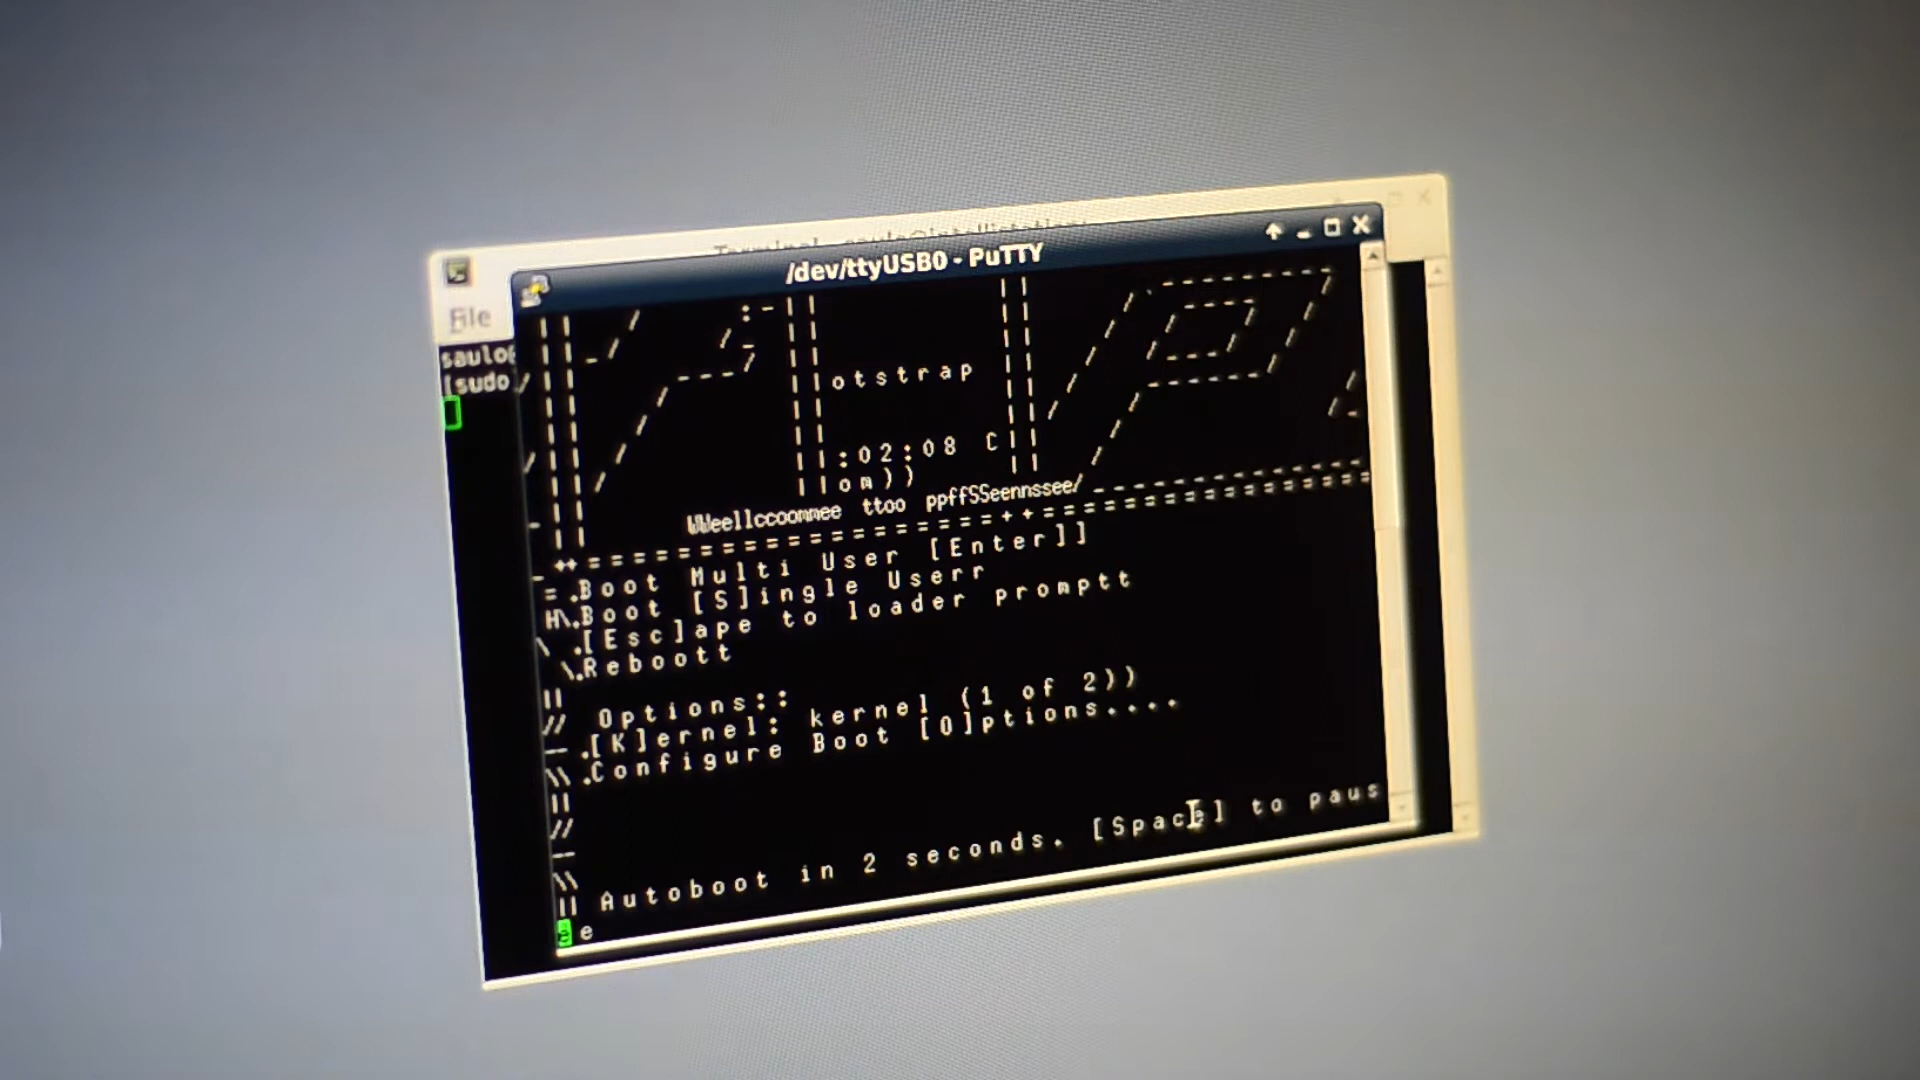 /dev/ttyUSB0 - PuTTY
File
saulo@
[sudo
otstrap
:02:08 C
om))
WWeellccoommee ttoo ppffSSeennssee/
Boot Multi User [Enter]]
Boot [S]ingle Userr
[Esc]ape to loader promptt
Reboott
Options::
[K]ernel: kernel (1 of 2))
Configure Boot [O]ptions....
Autoboot in 2 seconds. [Space] to paus
e e